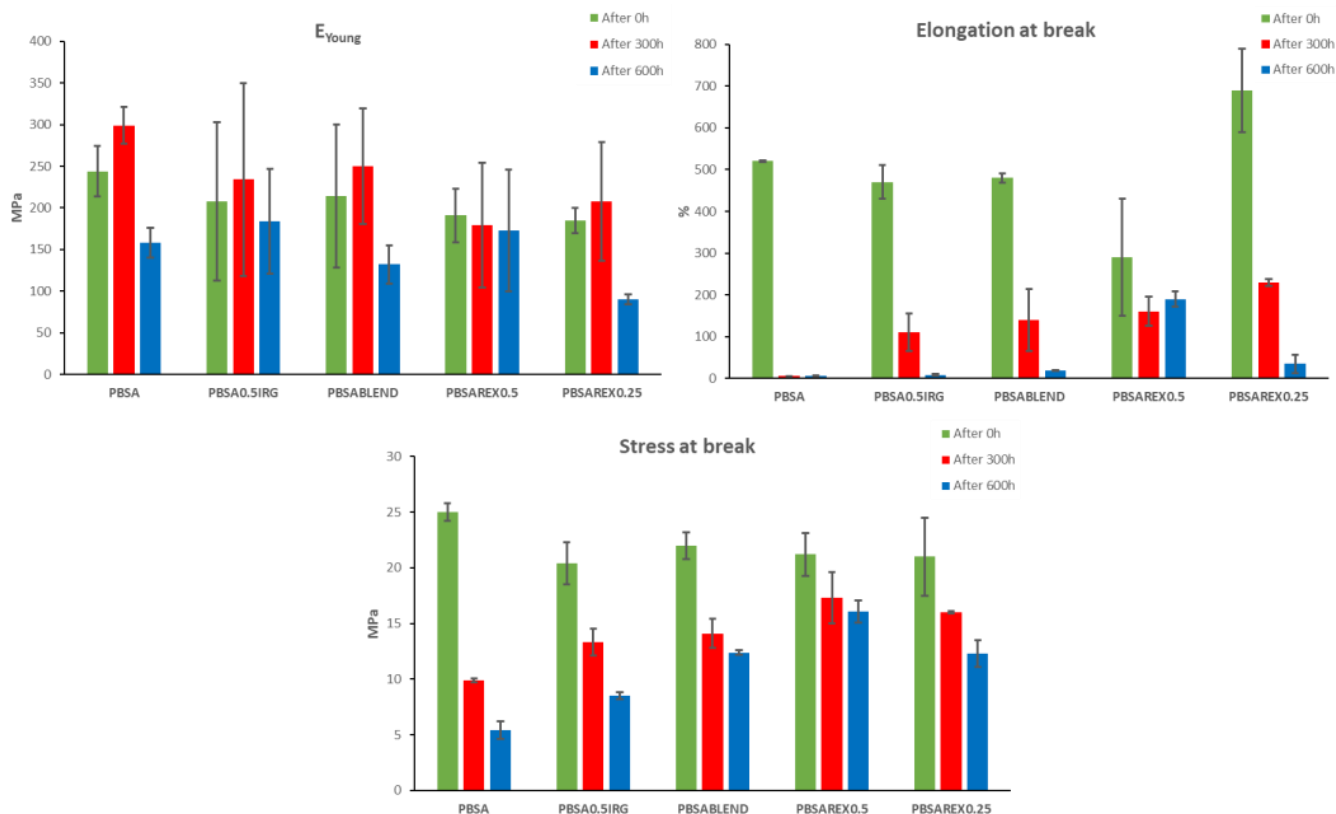 E_Young
After 0h
After 300h
After 600h
400
350
300
250
200
150
100
50
0
MPa
PBSA
PBSA0.5IRG
PBSABLEND
PBSAREX0.5
PBSAREX0.25
Elongation at break
After 0h
After 300h
After 600h
800
700
600
500
400
300
200
100
0
%
PBSA
PBSA0.5IRG
PBSABLEND
PBSAREX0.5
PBSAREX0.25
Stress at break
After 0h
After 300h
After 600h
30
25
20
15
10
5
0
MPa
PBSA
PBSA0.5IRG
PBSABLEND
PBSAREX0.5
PBSAREX0.25